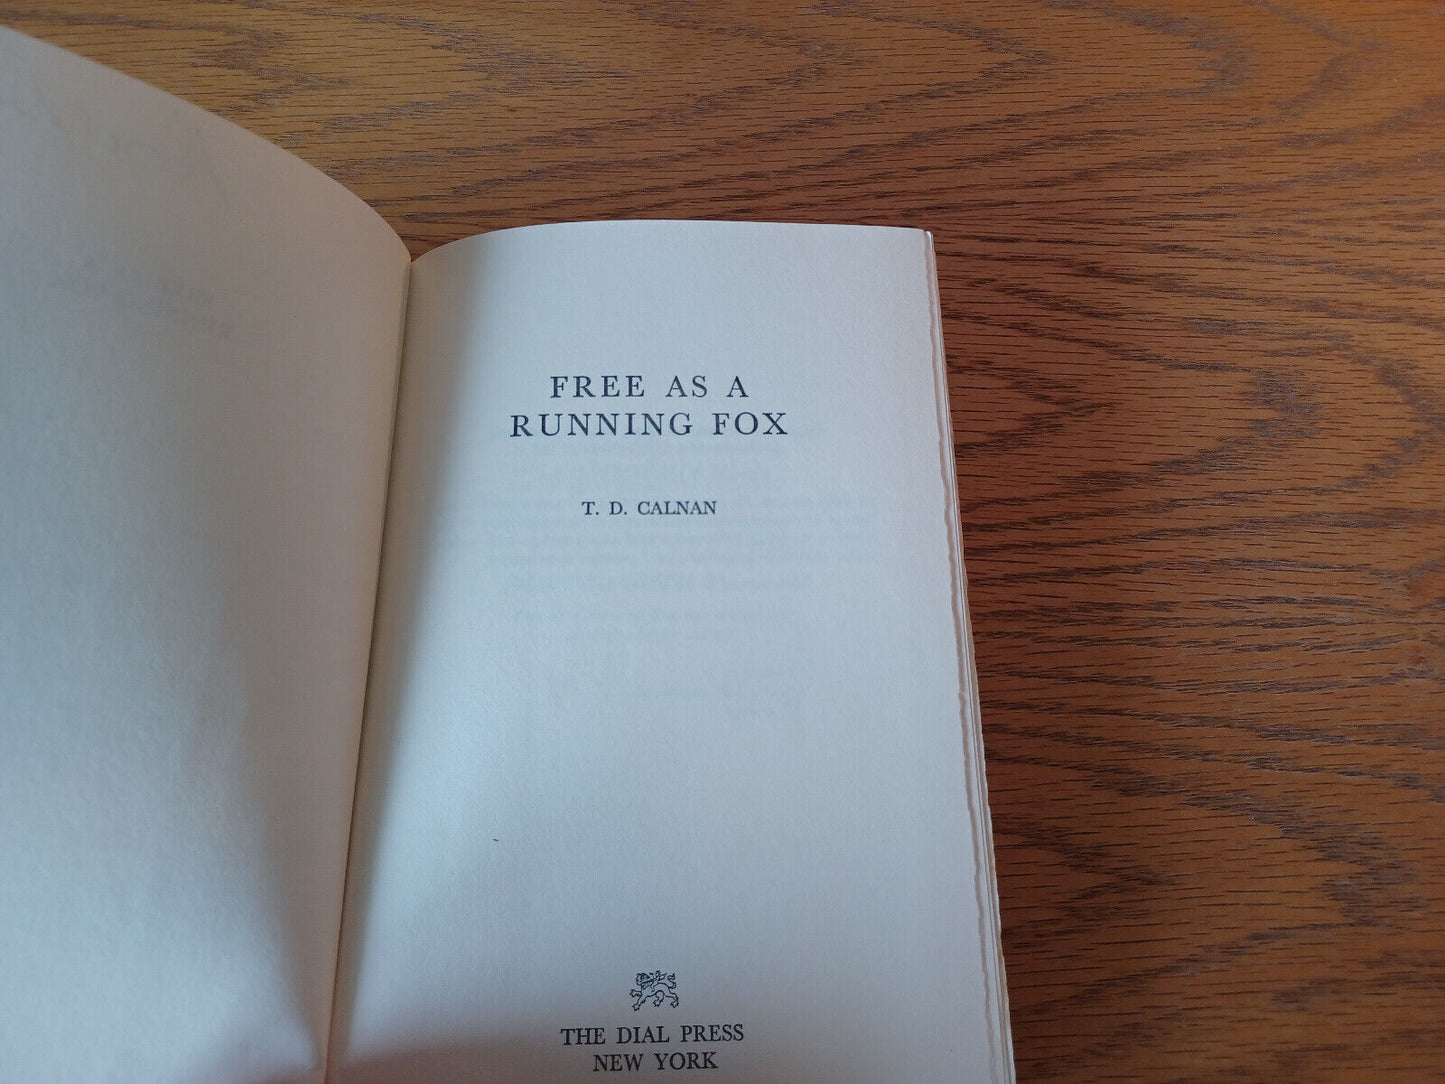 FREE AS A
RUNNING FOX
T. D. CALNAN
THE DIAL PRESS
NEW YORK